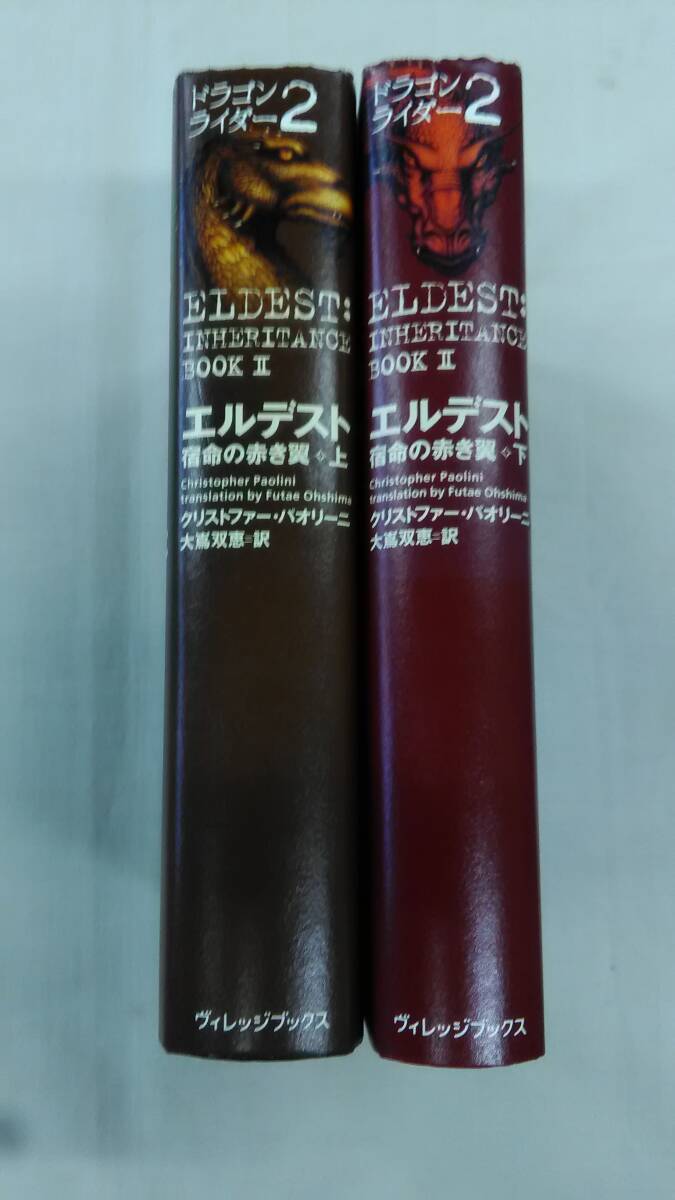 ドラゴン
ライダー2
ELDEST:
INHERITANCE
BOOK II
エルデスト
宿命の赤き翼✧上
Christopher Paolini
translation by Futae Ohshima
クリストファー・パオリーニ
大嶌双恵=訳
ヴィレッジブックス
ドラゴン
ライダー2
ELDEST:
INHERITANCE
BOOK II
エルデスト
宿命の赤き翼✧下
Christopher Paolini
translation by Futae Ohshima
クリストファー・パオリーニ
大嶌双恵=訳
ヴィレッジブックス